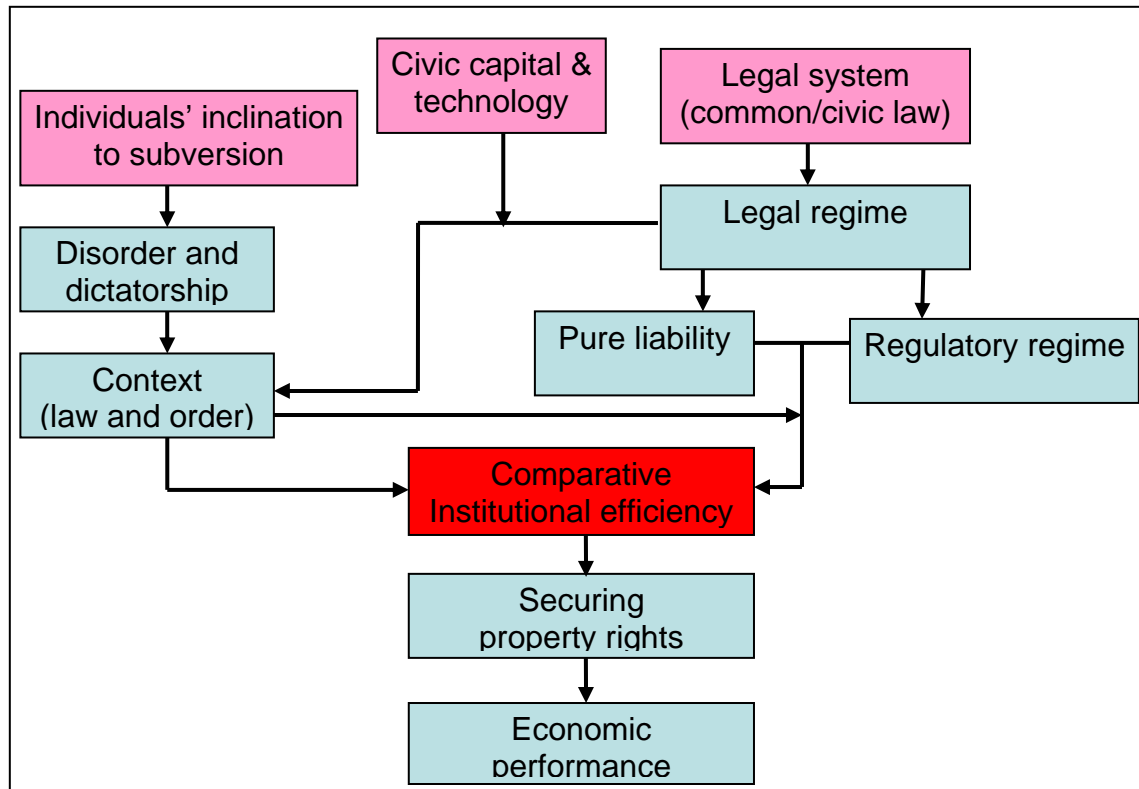 Civic capital &
technology
Legal system
(common/civic law)
Individuals’ inclination
to subversion
Legal regime
Disorder and
dictatorship
Pure liability
Regulatory regime
Context
(law and order)
Comparative
Institutional efficiency
Securing
property rights
Economic
performance